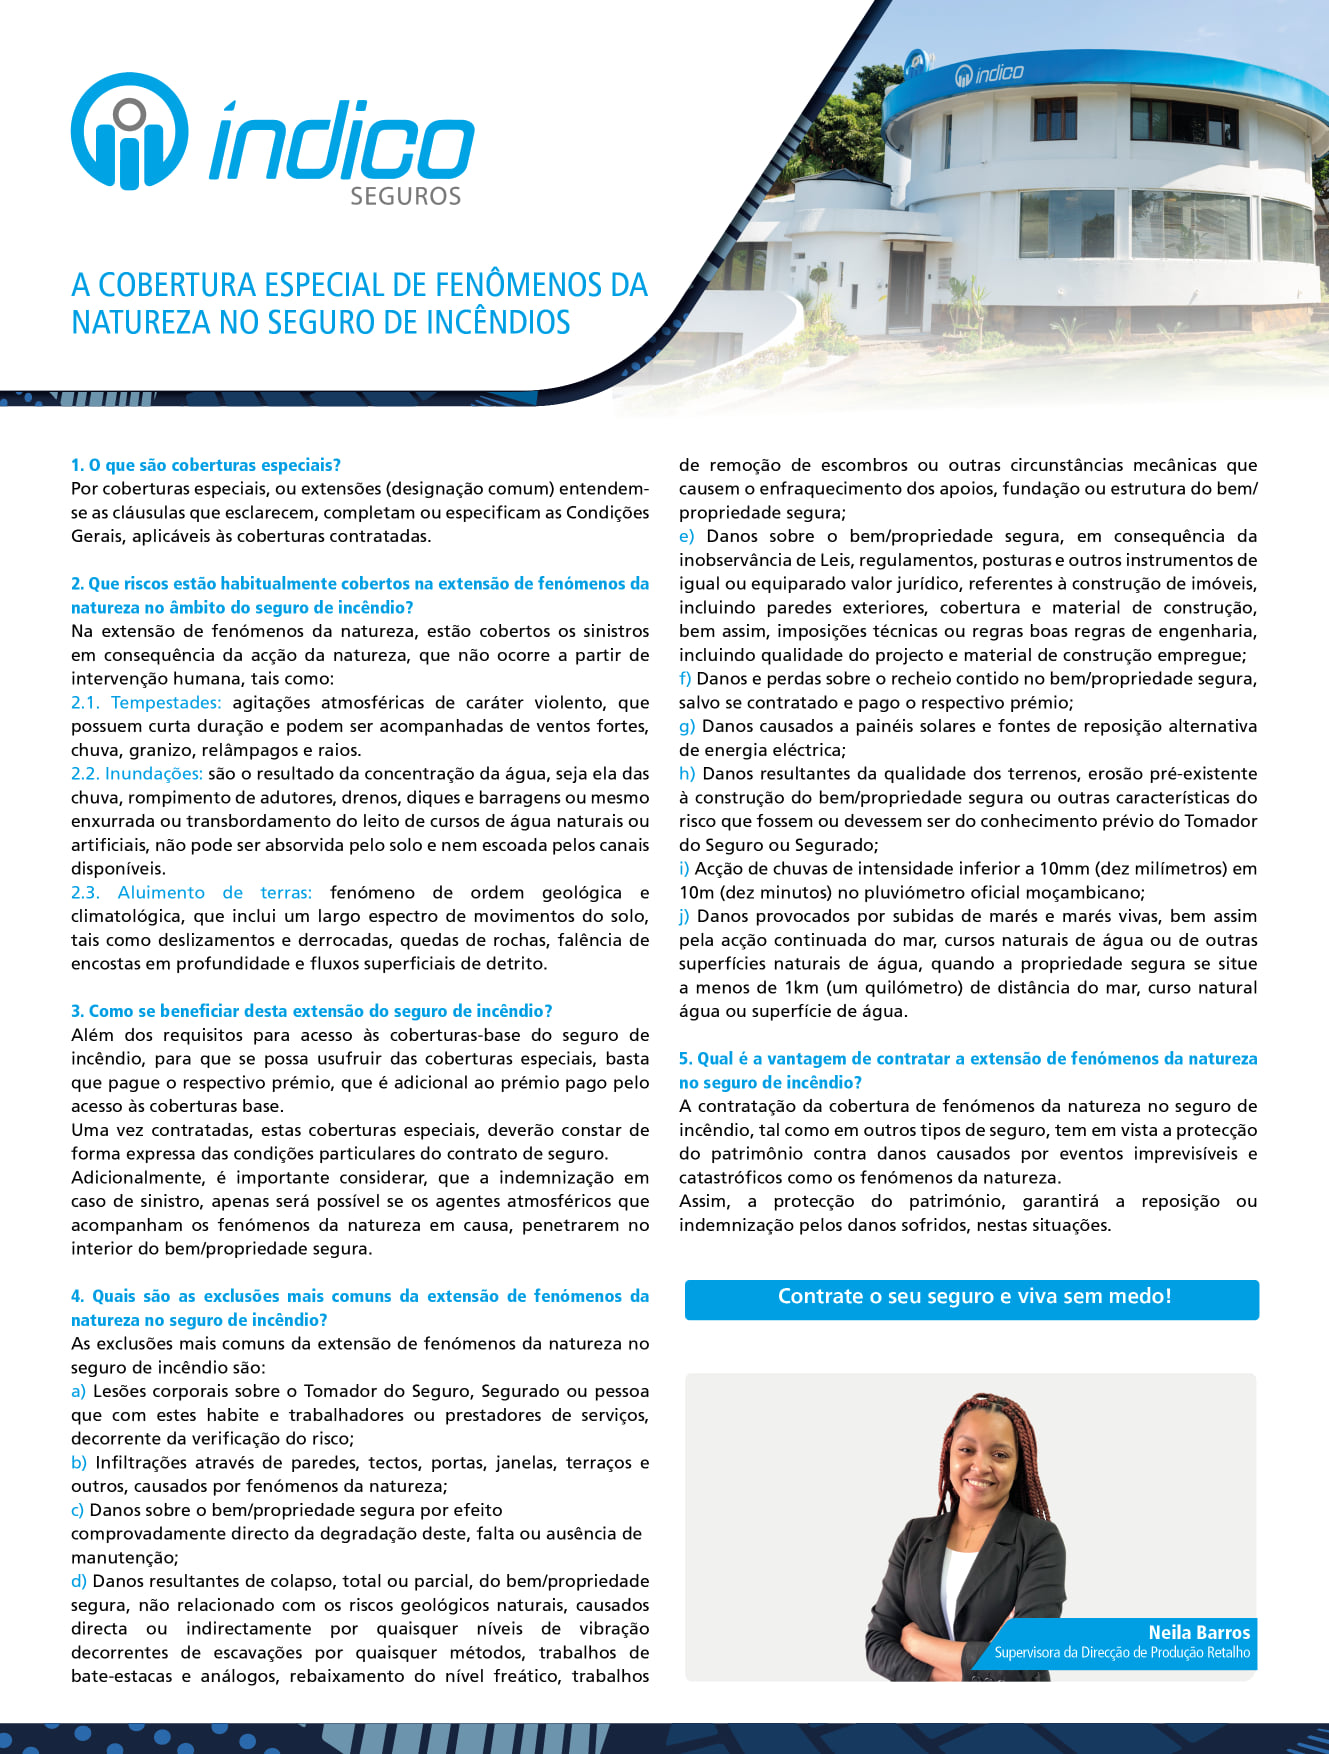 índico
SEGUROS
índico
A COBERTURA ESPECIAL DE FENÔMENOS DA
NATUREZA NO SEGURO DE INCÊNDIOS
1. O que são coberturas especiais?
Por coberturas especiais, ou extensões (designação comum) entendem-
se as cláusulas que esclarecem, completam ou especificam as Condições
Gerais, aplicáveis às coberturas contratadas.
2. Que riscos estão habitualmente cobertos na extensão de fenómenos da
natureza no âmbito do seguro de incêndio?
Na extensão de fenómenos da natureza, estão cobertos os sinistros
em consequência da acção da natureza, que não ocorre a partir de
intervenção humana, tais como:
2.1. Tempestades: agitações atmosféricas de caráter violento, que
possuem curta duração e podem ser acompanhadas de ventos fortes,
chuva, granizo, relâmpagos e raios.
2.2. Inundações: são o resultado da concentração da água, seja ela das
chuva, rompimento de adutores, drenos, diques e barragens ou mesmo
enxurrada ou transbordamento do leito de cursos de água naturais ou
artificiais, não pode ser absorvida pelo solo e nem escoada pelos canais
disponíveis.
2.3. Aluimento de terras: fenómeno de ordem geológica e
climatológica, que inclui um largo espectro de movimentos do solo,
tais como deslizamentos e derrocadas, quedas de rochas, falência de
encostas em profundidade e fluxos superficiais de detrito.
3. Como se beneficiar desta extensão do seguro de incêndio?
Além dos requisitos para acesso às coberturas-base do seguro de
incêndio, para que se possa usufruir das coberturas especiais, basta
que pague o respectivo prémio, que é adicional ao prémio pago pelo
acesso às coberturas base.
Uma vez contratadas, estas coberturas especiais, deverão constar de
forma expressa das condições particulares do contrato de seguro.
Adicionalmente, é importante considerar, que a indemnização em
caso de sinistro, apenas será possível se os agentes atmosféricos que
acompanham os fenómenos da natureza em causa, penetrarem no
interior do bem/propriedade segura.
4. Quais são as exclusões mais comuns da extensão de fenómenos da
natureza no seguro de incêndio?
As exclusões mais comuns da extensão de fenómenos da natureza no
seguro de incêndio são:
a) Lesões corporais sobre o Tomador do Seguro, Segurado ou pessoa
que com estes habite e trabalhadores ou prestadores de serviços,
decorrente da verificação do risco;
b) Infiltrações através de paredes, tectos, portas, janelas, terraços e
outros, causados por fenómenos da natureza;
c) Danos sobre o bem/propriedade segura por efeito
comprovadamente directo da degradação deste, falta ou ausência de
manutenção;
d) Danos resultantes de colapso, total ou parcial, do bem/propriedade
segura, não relacionado com os riscos geológicos naturais, causados
directa ou indirectamente por quaisquer níveis de vibração
decorrentes de escavações por quaisquer métodos, trabalhos de
bate-estacas e análogos, rebaixamento do nível freático, trabalhos
de remoção de escombros ou outras circunstâncias mecânicas que
causem o enfraquecimento dos apoios, fundação ou estrutura do bem/
propriedade segura;
e) Danos sobre o bem/propriedade segura, em consequência da
inobservância de Leis, regulamentos, posturas e outros instrumentos de
igual ou equiparado valor jurídico, referentes à construção de imóveis,
incluindo paredes exteriores, cobertura e material de construção,
bem assim, imposições técnicas ou regras boas regras de engenharia,
incluindo qualidade do projecto e material de construção empregue;
f) Danos e perdas sobre o recheio contido no bem/propriedade segura,
salvo se contratado e pago o respectivo prémio;
g) Danos causados a painéis solares e fontes de reposição alternativa
de energia eléctrica;
h) Danos resultantes da qualidade dos terrenos, erosão pré-existente
à construção do bem/propriedade segura ou outras características do
risco que fossem ou devessem ser do conhecimento prévio do Tomador
do Seguro ou Segurado;
i) Acção de chuvas de intensidade inferior a 10mm (dez milímetros) em
10m (dez minutos) no pluviómetro oficial moçambicano;
j) Danos provocados por subidas de marés e marés vivas, bem assim
pela acção continuada do mar, cursos naturais de água ou de outras
superfícies naturais de água, quando a propriedade segura se situe
a menos de 1km (um quilómetro) de distância do mar, curso natural
água ou superfície de água.
5. Qual é a vantagem de contratar a extensão de fenómenos da natureza
no seguro de incêndio?
A contratação da cobertura de fenómenos da natureza no seguro de
incêndio, tal como em outros tipos de seguro, tem em vista a protecção
do patrimônio contra danos causados por eventos imprevisíveis e
catastróficos como os fenómenos da natureza.
Assim, a protecção do património, garantirá a reposição ou
indemnização pelos danos sofridos, nestas situações.
Contrate o seu seguro e viva sem medo!
Neila Barros
Supervisora da Direcção de Produção Retalho